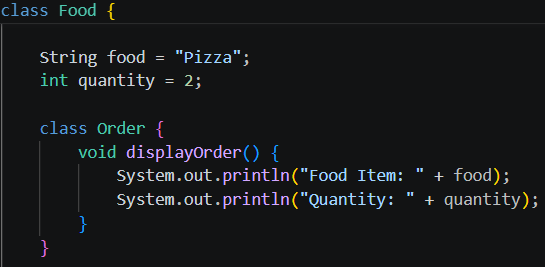 class Food {
String food = "Pizza";
int quantity = 2;
class Order {
void displayOrder() {
System.out.println("Food Item: " + food);
System.out.println("Quantity: " + quantity);
}
}